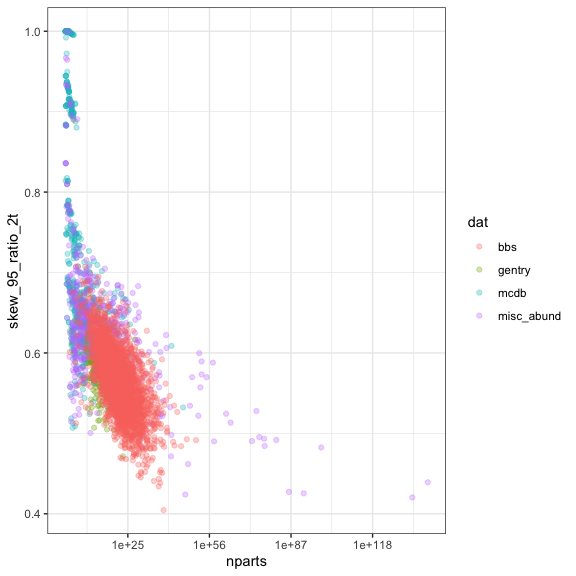 1.0
0.8
0.6
0.4
skew_95_ratio_2t
1e+25
1e+56
1e+87
1e+118
nparts
dat
bbs
gentry
mcdb
misc_abund